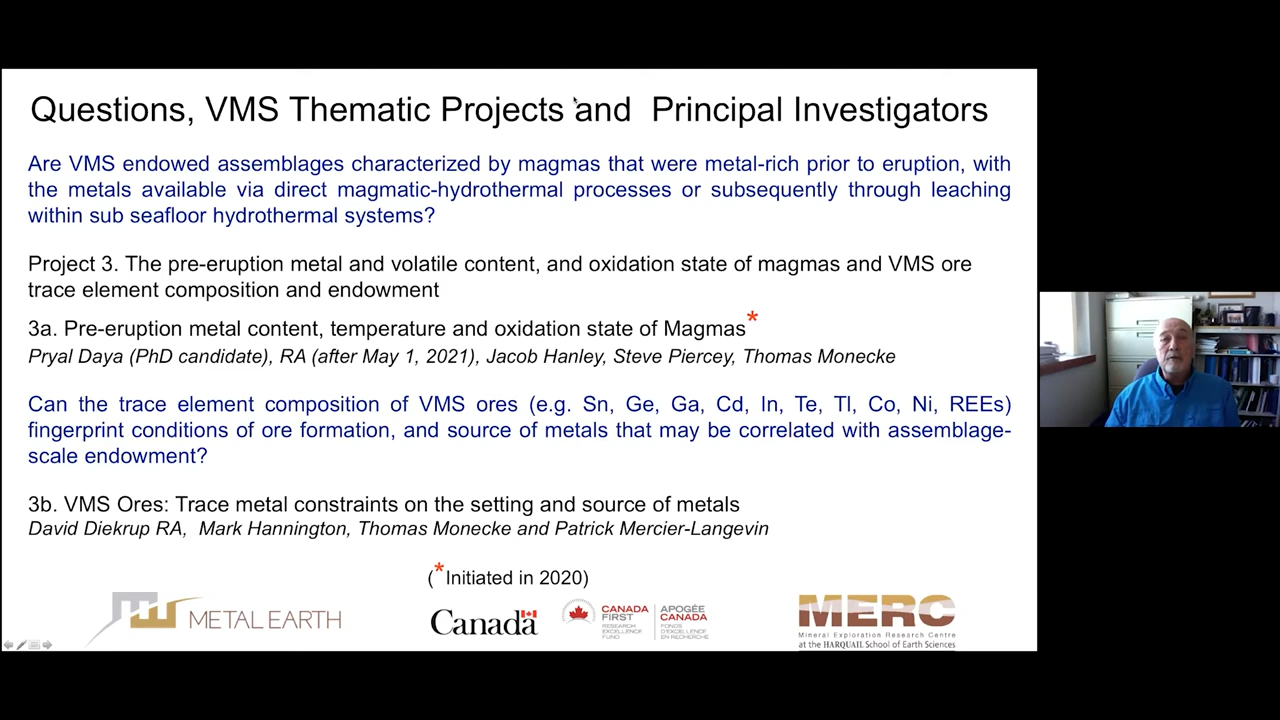 Questions, VMS Thematic Projects and Principal Investigators
Are VMS endowed assemblages characterized by magmas that were metal-rich prior to eruption, with
the metals available via direct magmatic-hydrothermal processes or subsequently through leaching
within sub seafloor hydrothermal systems?
Project 3. The pre-eruption metal and volatile content, and oxidation state of magmas and VMS ore
trace element composition and endowment
3a. Pre-eruption metal content, temperature and oxidation state of Magmas*
Pryal Daya (PhD candidate), RA (after May 1, 2021), Jacob Hanley, Steve Piercey, Thomas Monecke
Can the trace element composition of VMS ores (e.g. Sn, Ge, Ga, Cd, In, Te, Tl, Co, Ni, REEs)
fingerprint conditions of ore formation, and source of metals that may be correlated with assemblage-
scale endowment?
3b. VMS Ores: Trace metal constraints on the setting and source of metals
David Diekrup RA, Mark Hannington, Thomas Monecke and Patrick Mercier-Langevin
(*Initiated in 2020)
METAL EARTH
Canada
CANADA
FIRST
RESEARCH
EXCELLENCE
FUND
APOGÉE
CANADA
FONDS
D'EXCELLENCE
EN RECHERCHE
MERC
Mineral Exploration Research Centre
at the HARQUAIL School of Earth Sciences